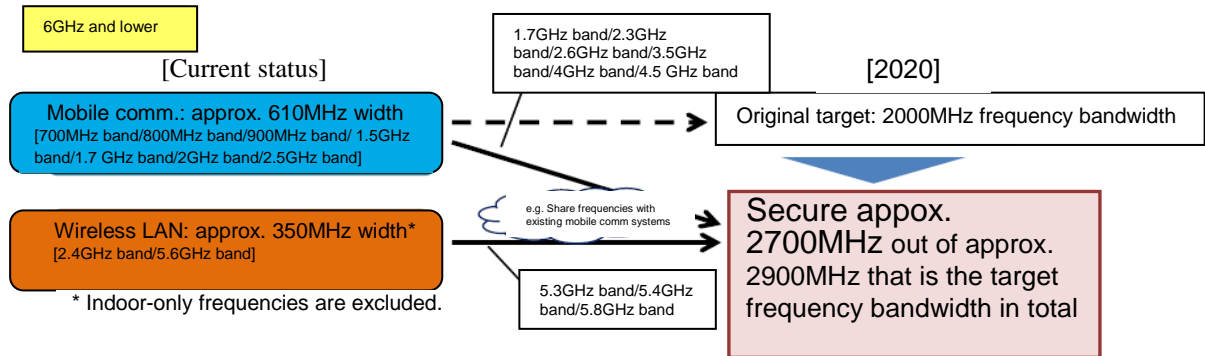 6GHz and lower
1.7GHz band/2.3GHz
band/2.6GHz band/3.5GHz
band/4GHz band/4.5 GHz band
[Current status]
[2020]
Mobile comm.: approx. 610MHz width
[700MHz band/800MHz band/900MHz band/ 1.5GHz
band/1.7 GHz band/2GHz band/2.5GHz band]
Original target: 2000MHz frequency bandwidth
e.g. Share frequencies with
existing mobile comm systems
Wireless LAN: approx. 350MHz width*
[2.4GHz band/5.6GHz band]
* Indoor-only frequencies are excluded.
5.3GHz band/5.4GHz
band/5.8GHz band
Secure appox.
2700MHz out of approx.
2900MHz that is the target
frequency bandwidth in total